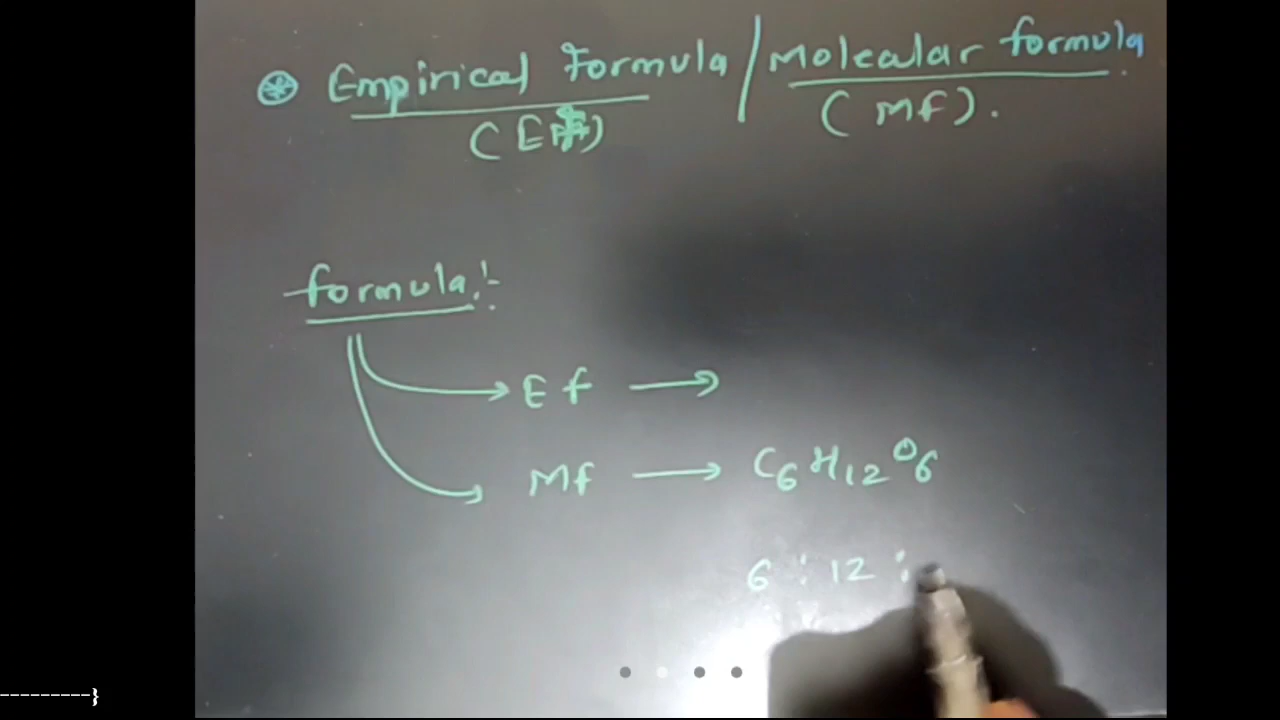 Empirical Formula / Molecular formula
(Ef) (Mf).
formula:-
Ef →
Mf → C6H12O6
6 : 12 :
---------}